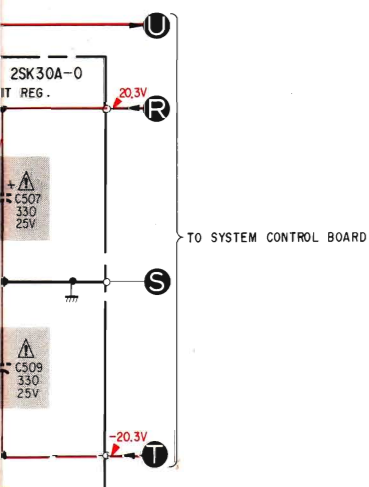 U
2SK30A-0
IT REG.
20.3V
R
+
C507
330
25V
TO SYSTEM CONTROL BOARD
S
C509
330
25V
-20.3V
T